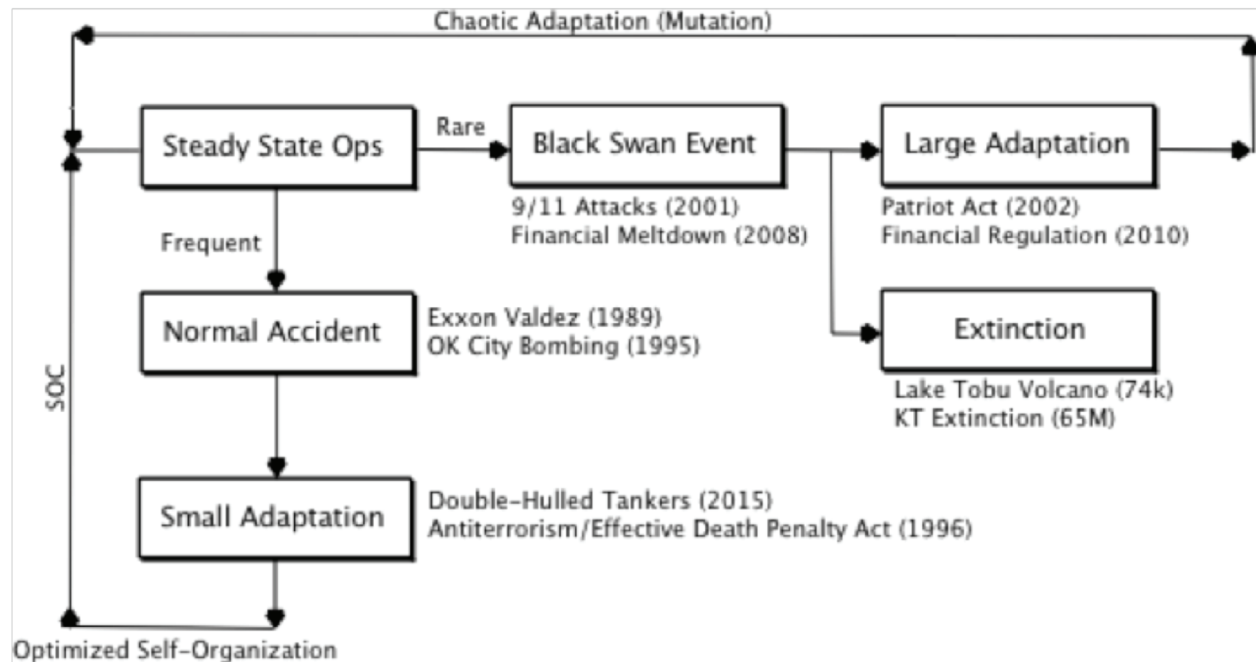 Chaotic Adaptation (Mutation)
Steady State Ops
Rare
Black Swan Event
Large Adaptation
9/11 Attacks (2001)
Financial Meltdown (2008)
Patriot Act (2002)
Financial Regulation (2010)
Frequent
Normal Accident
Exxon Valdez (1989)
OK City Bombing (1995)
Extinction
Lake Tobu Volcano (74k)
KT Extinction (65M)
SOC
Small Adaptation
Double-Hulled Tankers (2015)
Antiterrorism/Effective Death Penalty Act (1996)
Optimized Self-Organization